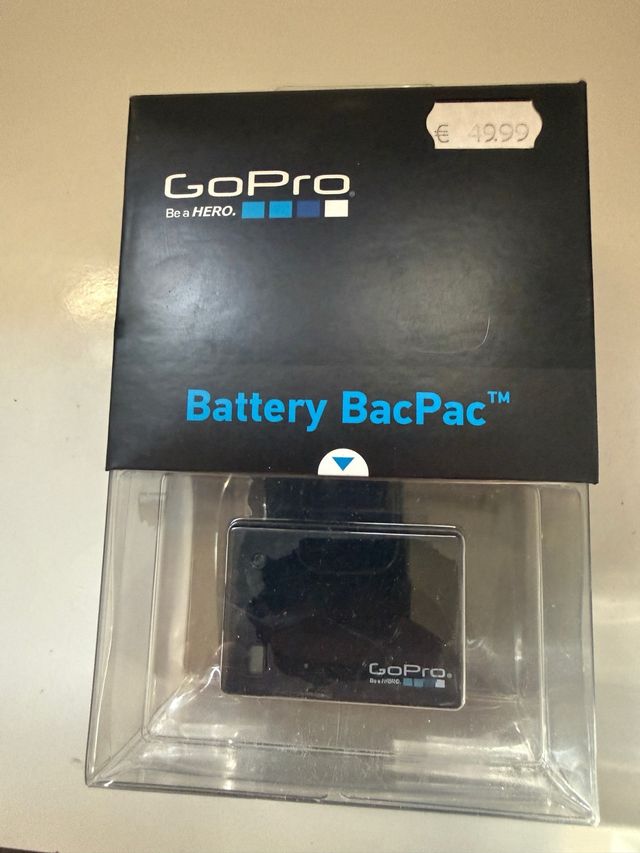 € 49.99
GoPro®
Be a HERO.
Battery BacPac™
GoPro®
Be a HERO.